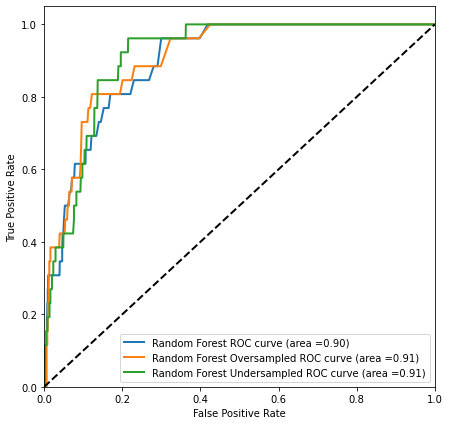 1.0
0.8
0.6
0.4
0.2
0.0
True Positive Rate
Random Forest ROC curve (area =0.90)
Random Forest Oversampled ROC curve (area =0.91)
Random Forest Undersampled ROC curve (area =0.91)
0.0 0.2 0.4 0.6 0.8 1.0
False Positive Rate